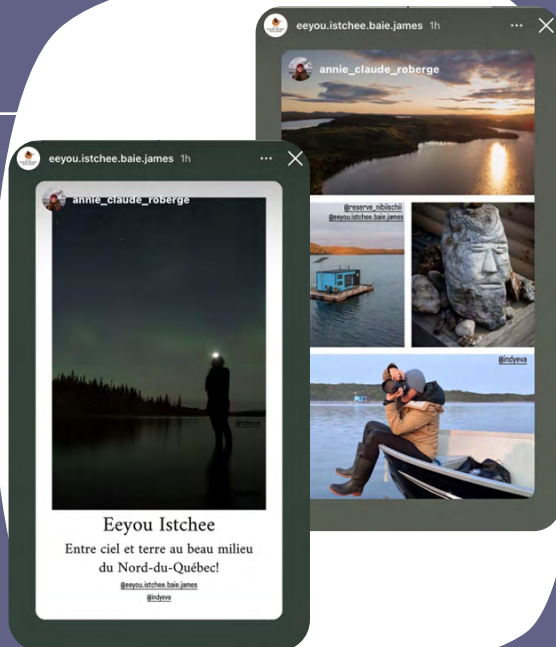 eeyou.istchee.baie.james 1h
annie_claude_roberge
@reserve_nibiischii
@eeyou.istchee.baie.james
@indyeva
eeyou.istchee.baie.james 1h
annie_claude_roberge
Eeyou Istchee
Entre ciel et terre au beau milieu
du Nord-du-Québec!
@eeyou.istchee.baie.james
@indyeva